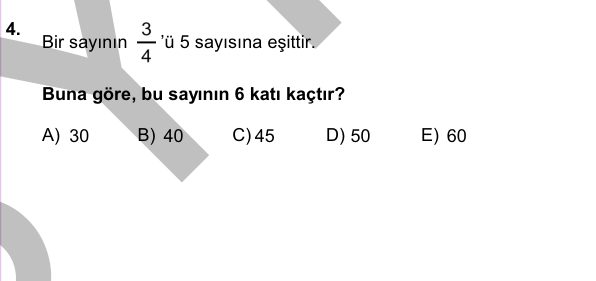 4.
Bir sayının 3/4 'ü 5 sayısına eşittir.
Buna göre, bu sayının 6 katı kaçtır?
A) 30 B) 40 C) 45 D) 50 E) 60